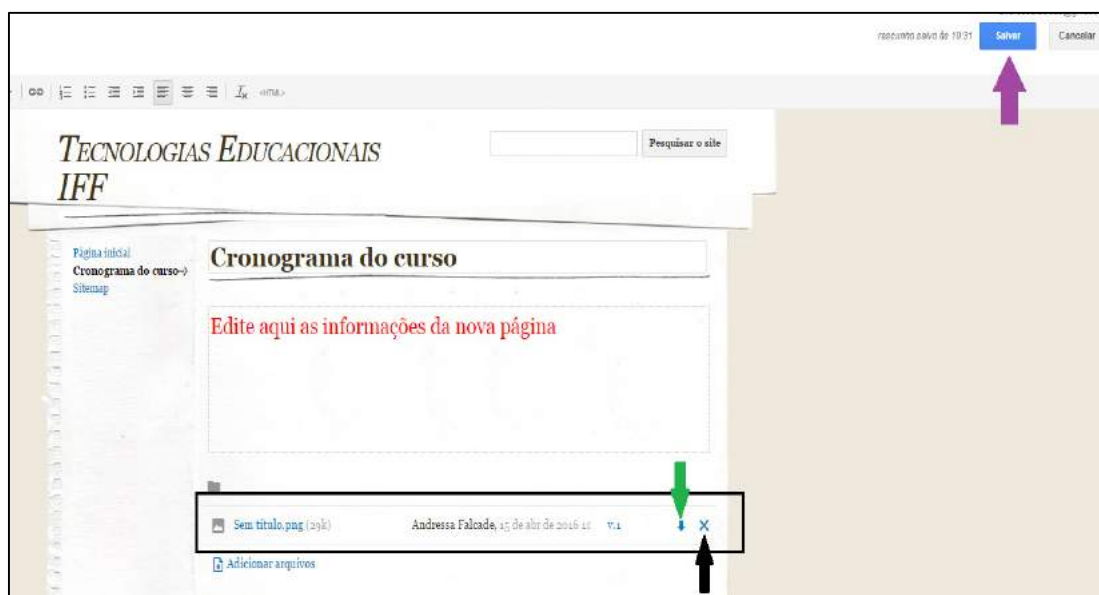 rascunho salvo às 10:31
Salvar
Cancelar
<HTML>
TECNOLOGIAS EDUCACIONAIS
IFF
Pesquisar o site
Página inicial
Cronograma do curso
Sitemap
Cronograma do curso
Edite aqui as informações da nova página
Sem título.png (29k)
Andressa Falcade, 15 de abr de 2016
v.1
Adicionar arquivos